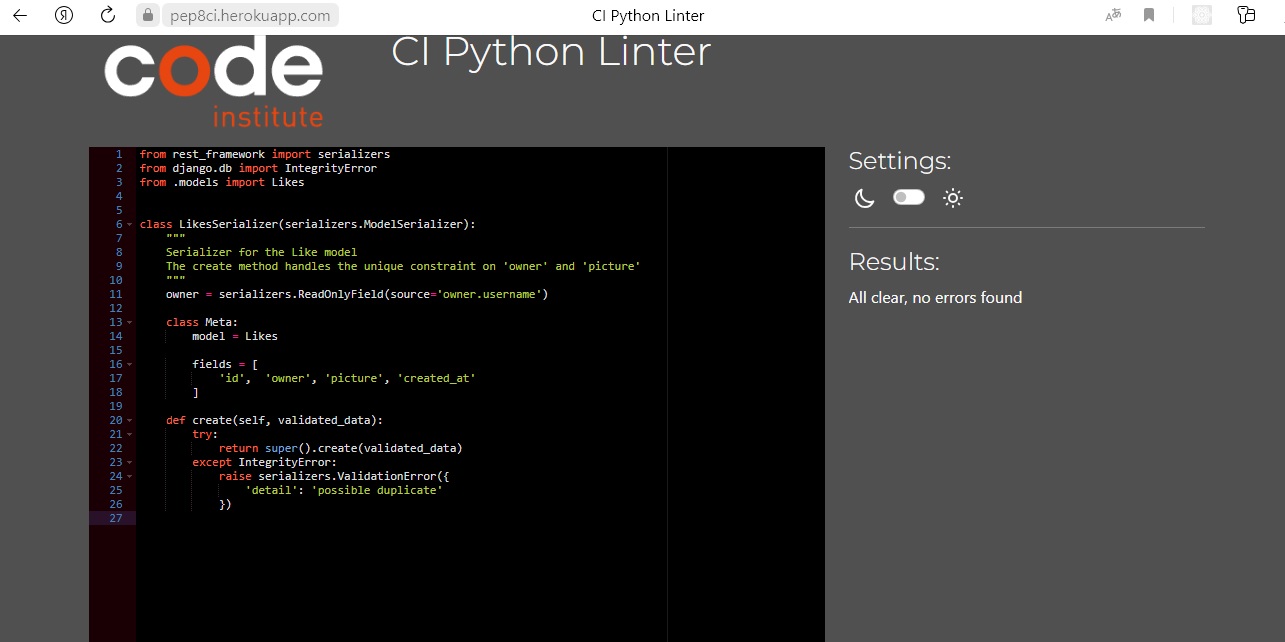 Я pep8ci.herokuapp.com CI Python Linter Aあ
code CI Python Linter
institute
Settings:
Results:
All clear, no errors found
1 from rest_framework import serializers
2 from django.db import IntegrityError
3 from .models import Likes
4
5
6 class LikesSerializer(serializers.ModelSerializer):
7     """
8     Serializer for the Like model
9     The create method handles the unique constraint on 'owner' and 'picture'
10     """
11     owner = serializers.ReadOnlyField(source='owner.username')
12
13     class Meta:
14         model = Likes
15
16         fields = [
17             'id',  'owner', 'picture', 'created_at'
18         ]
19
20     def create(self, validated_data):
21         try:
22             return super().create(validated_data)
23         except IntegrityError:
24             raise serializers.ValidationError({
25                 'detail': 'possible duplicate'
26             })
27